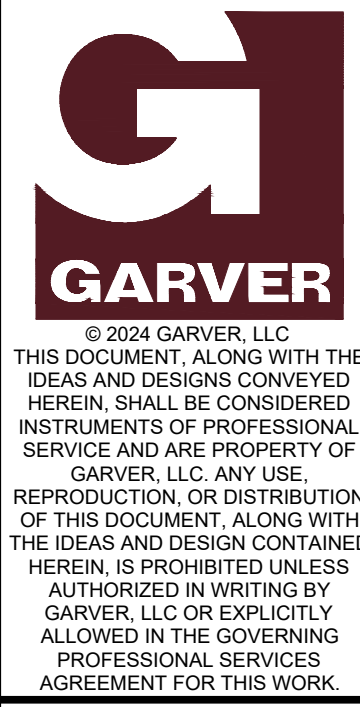 GARVER
© 2024 GARVER, LLC
THIS DOCUMENT, ALONG WITH THE
IDEAS AND DESIGNS CONVEYED
HEREIN, SHALL BE CONSIDERED
INSTRUMENTS OF PROFESSIONAL
SERVICE AND ARE PROPERTY OF
GARVER, LLC. ANY USE,
REPRODUCTION, OR DISTRIBUTION
OF THIS DOCUMENT, ALONG WITH
THE IDEAS AND DESIGN CONTAINED
HEREIN, IS PROHIBITED UNLESS
AUTHORIZED IN WRITING BY
GARVER, LLC OR EXPLICITLY
ALLOWED IN THE GOVERNING
PROFESSIONAL SERVICES
AGREEMENT FOR THIS WORK.